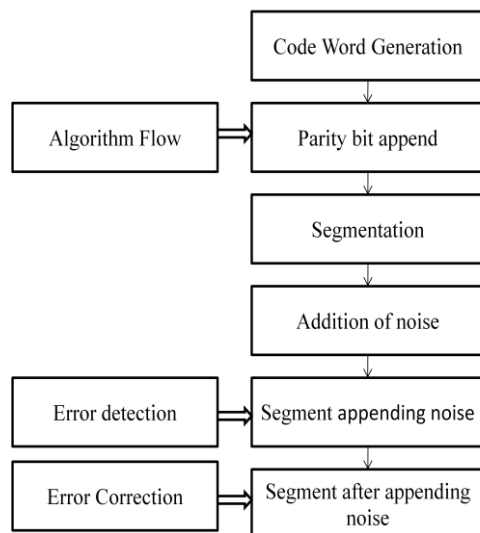 Code Word Generation
Algorithm Flow
Parity bit append
Segmentation
Addition of noise
Error detection
Segment appending noise
Error Correction
Segment after appending
noise